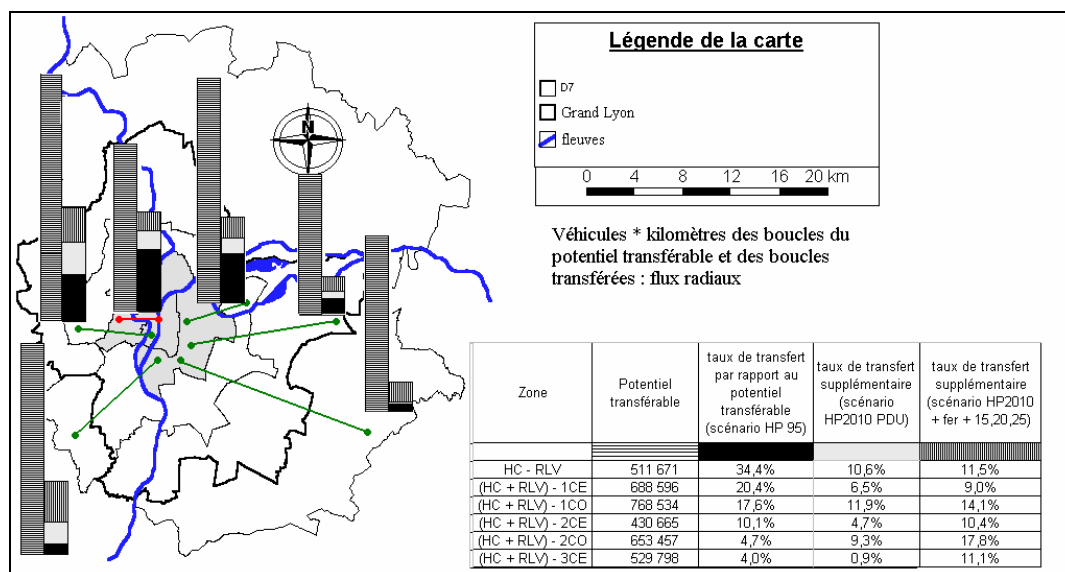 Légende de la carte
D7
Grand Lyon
fleuves
0 4 8 12 16 20 km
N
Véhicules * kilomètres des boucles du
potentiel transférable et des boucles
transférées : flux radiaux
Zone
Potentiel
transférable
taux de transfert
par rapport au
potentiel
transférable
(scénario HP 95)
taux de transfert
supplémentaire
(scénario
HP2010 PDU)
taux de transfert
supplémentaire
(scénario HP2010
+ fer + 15,20,25)
HC - RLV 511 671 34,4% 10,6% 11,5%
(HC + RLV) - 1CE 688 596 20,4% 6,5% 9,0%
(HC + RLV) - 1CO 768 534 17,6% 11,9% 14,1%
(HC + RLV) - 2CE 430 665 10,1% 4,7% 10,4%
(HC + RLV) - 2CO 653 457 4,7% 9,3% 17,8%
(HC + RLV) - 3CE 529 798 4,0% 0,9% 11,1%